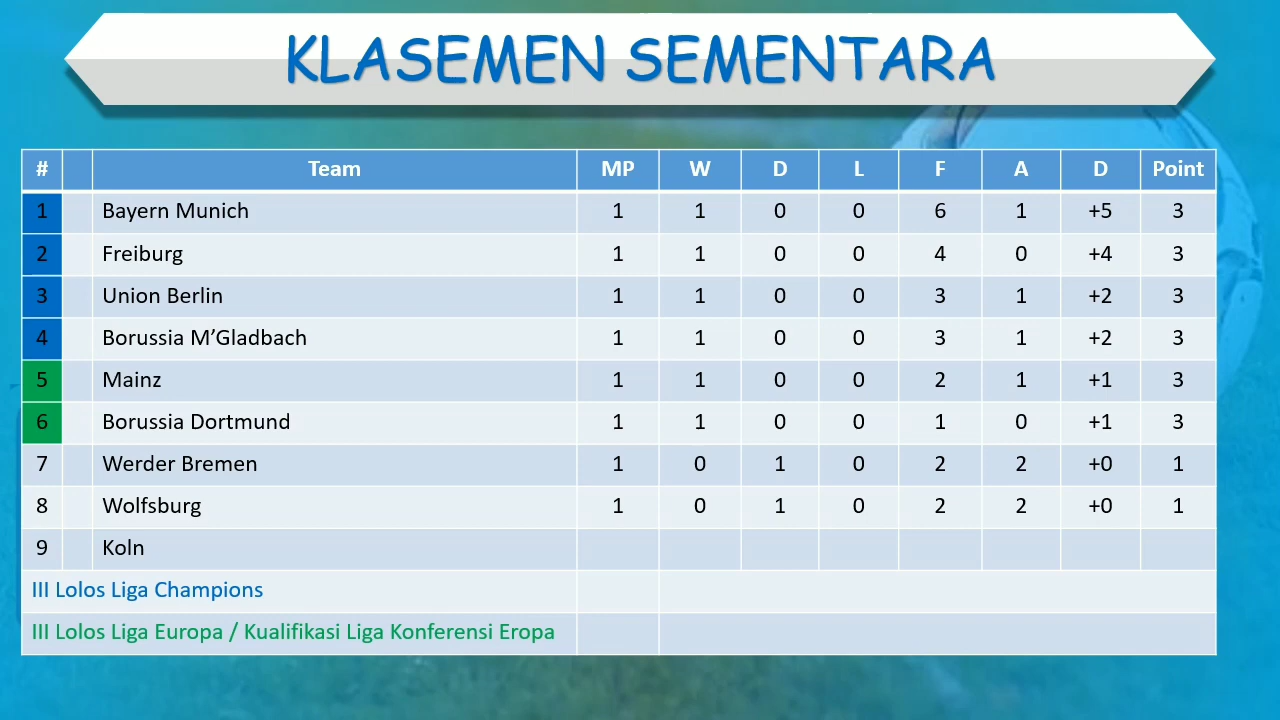 KLASEMEN SEMENTARA
# Team MP W D L F A D Point
1 Bayern Munich 1 1 0 0 6 1 +5 3
2 Freiburg 1 1 0 0 4 0 +4 3
3 Union Berlin 1 1 0 0 3 1 +2 3
4 Borussia M’Gladbach 1 1 0 0 3 1 +2 3
5 Mainz 1 1 0 0 2 1 +1 3
6 Borussia Dortmund 1 1 0 0 1 0 +1 3
7 Werder Bremen 1 0 1 0 2 2 +0 1
8 Wolfsburg 1 0 1 0 2 2 +0 1
9 Koln
III Lolos Liga Champions
III Lolos Liga Europa / Kualifikasi Liga Konferensi Eropa